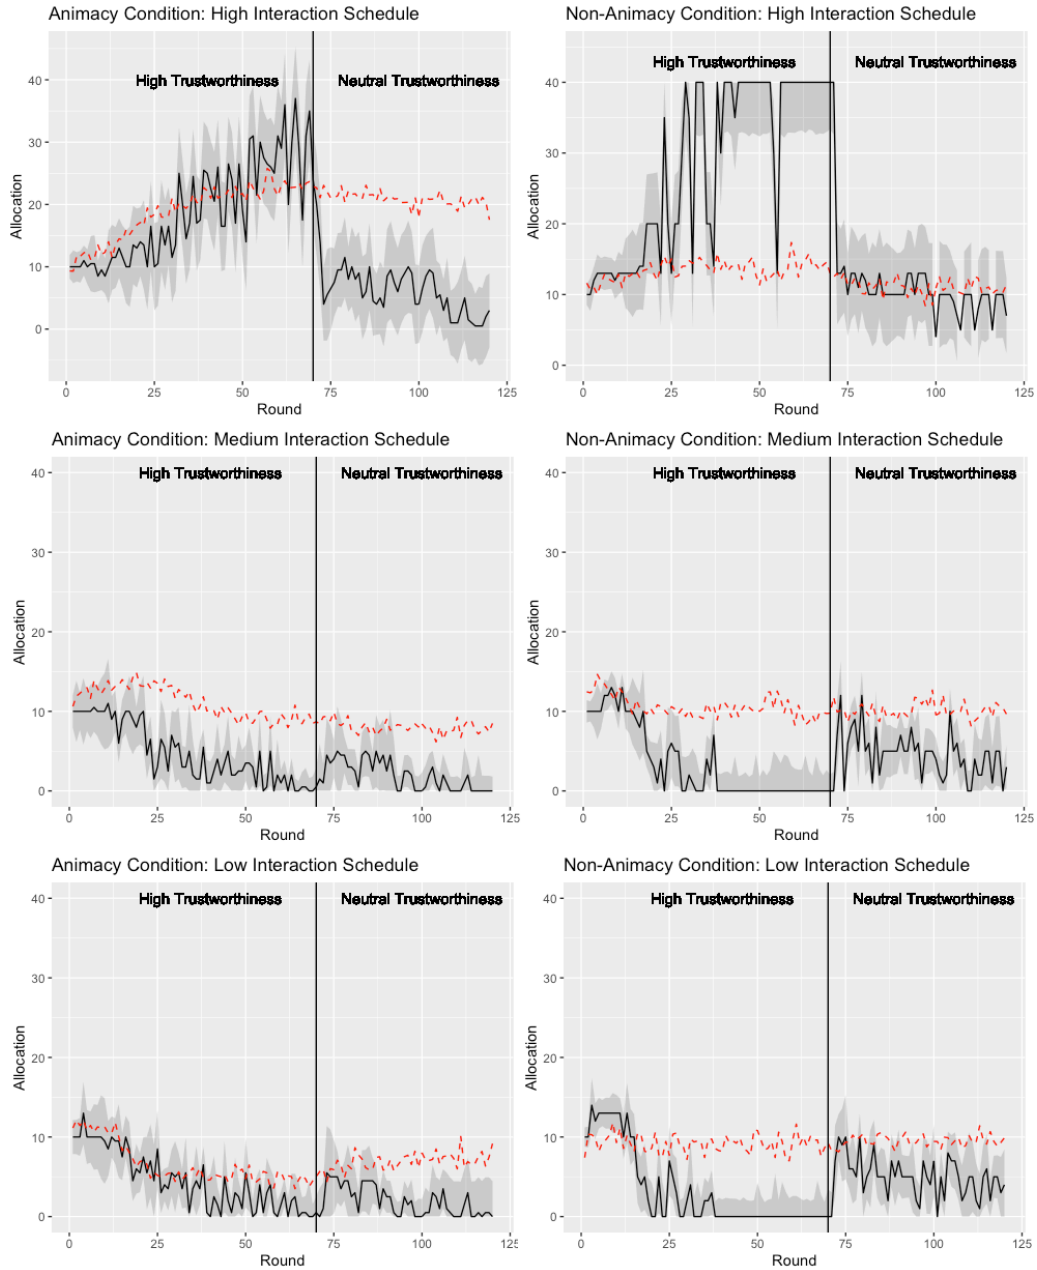 Animacy Condition: High Interaction Schedule
High Trustworthiness
Neutral Trustworthiness
Allocation
40
30
20
10
0
0
25
50
75
100
125
Round
Non-Animacy Condition: High Interaction Schedule
High Trustworthiness
Neutral Trustworthiness
Allocation
40
30
20
10
0
0
25
50
75
100
125
Round
Animacy Condition: Medium Interaction Schedule
High Trustworthiness
Neutral Trustworthiness
Allocation
40
30
20
10
0
0
25
50
75
100
125
Round
Non-Animacy Condition: Medium Interaction Schedule
High Trustworthiness
Neutral Trustworthiness
Allocation
40
30
20
10
0
0
25
50
75
100
125
Round
Animacy Condition: Low Interaction Schedule
High Trustworthiness
Neutral Trustworthiness
Allocation
40
30
20
10
0
0
25
50
75
100
125
Round
Non-Animacy Condition: Low Interaction Schedule
High Trustworthiness
Neutral Trustworthiness
Allocation
40
30
20
10
0
0
25
50
75
100
125
Round